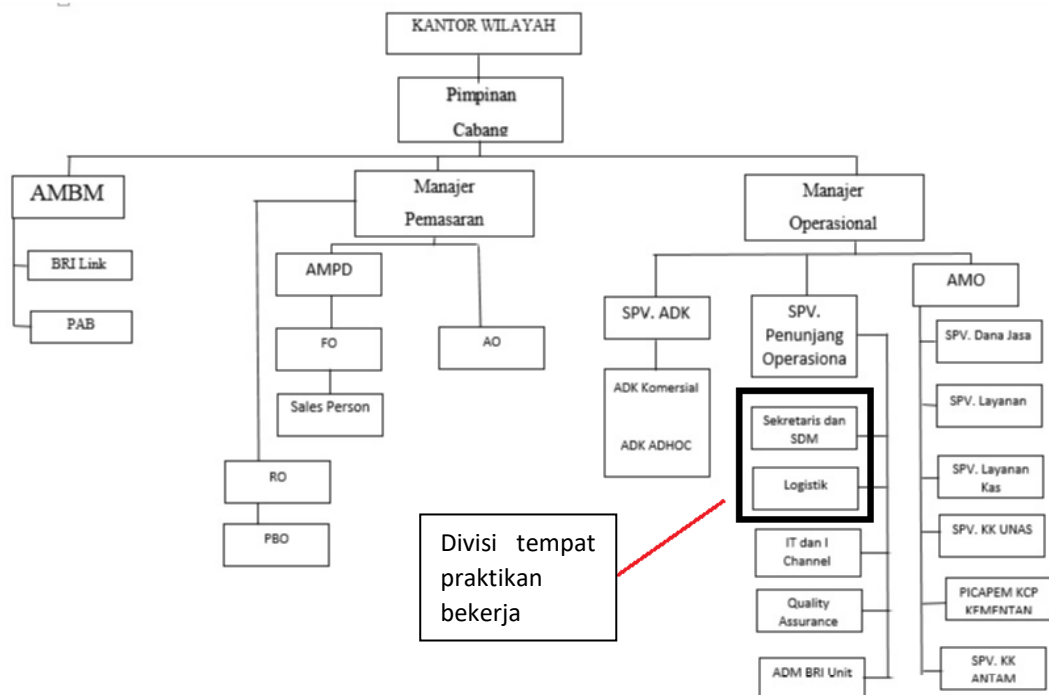 KANTOR WILAYAH
Pimpinan
Cabang
AMBM
BRI Link
PAB
Manajer
Pemasaran
AMPD
FO
Sales Person
AO
RO
PBO
Manajer
Operasional
SPV. ADK
ADK Komersial
ADK ADHOC
SPV.
Penunjang
Operasiona
Sekretaris dan
SDM
Logistik
IT dan I
Channel
Quality
Assurance
ADM BRI Unit
AMO
SPV. Dana Jasa
SPV. Layanan
SPV. Layanan
Kas
SPV. KK UNAS
PICAPEM KCP
KEMENTAN
SPV. KK
ANTAM
Divisi tempat
praktikan
bekerja